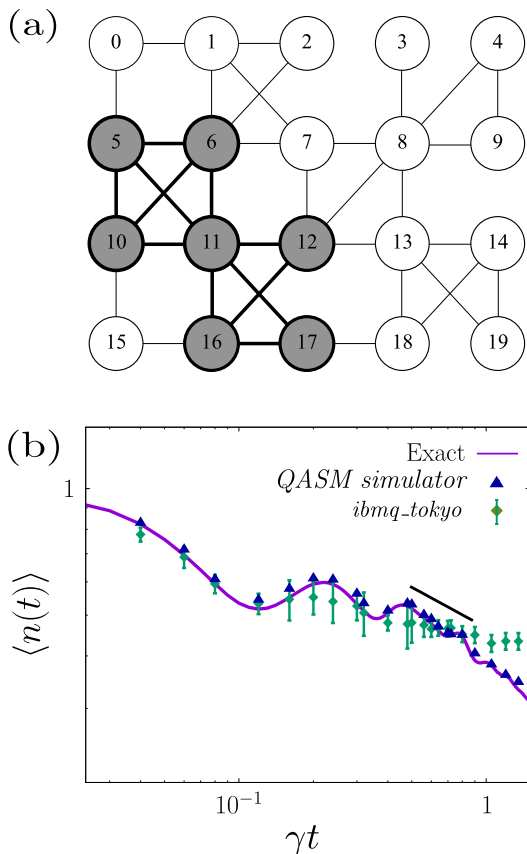 (a)
0 1 2 3 4
5 6 7 8 9
10 11 12 13 14
15 16 17 18 19
(b)
Exact
QASM simulator
ibmq_tokyo
1
⟨n(t)⟩
10⁻¹ 1
γt